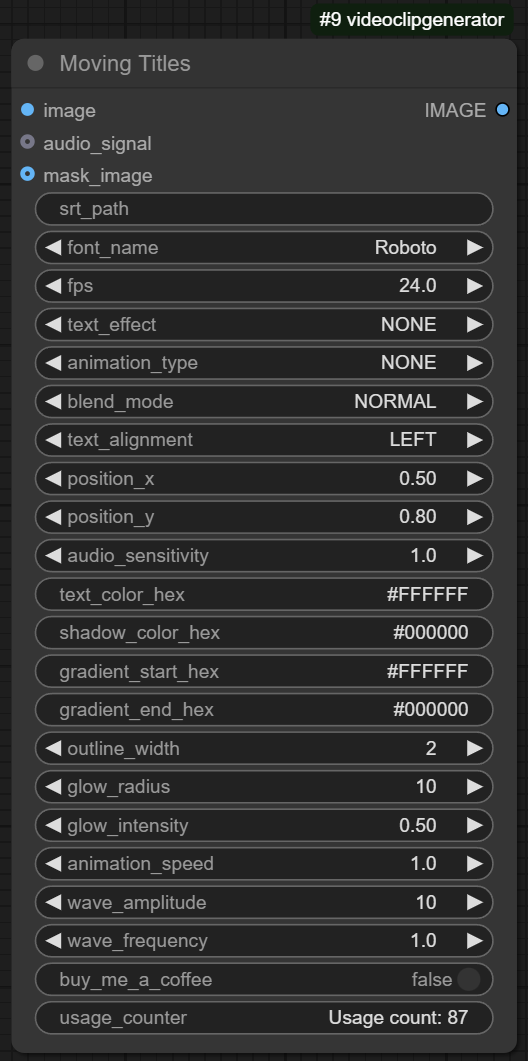 #9 videoclipgenerator
Moving Titles
image IMAGE
audio_signal
mask_image
srt_path
font_name Roboto
fps 24.0
text_effect NONE
animation_type NONE
blend_mode NORMAL
text_alignment LEFT
position_x 0.50
position_y 0.80
audio_sensitivity 1.0
text_color_hex #FFFFFF
shadow_color_hex #000000
gradient_start_hex #FFFFFF
gradient_end_hex #000000
outline_width 2
glow_radius 10
glow_intensity 0.50
animation_speed 1.0
wave_amplitude 10
wave_frequency 1.0
buy_me_a_coffee false
usage_counter Usage count: 87